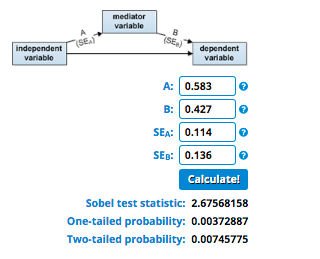 mediator
variable
A
(SEA)
B
(SEB)
independent
variable
dependent
variable
A: 0.583 ?
B: 0.427 ?
SEA: 0.114 ?
SEB: 0.136 ?
Calculate!
Sobel test statistic: 2.67568158
One-tailed probability: 0.00372887
Two-tailed probability: 0.00745775